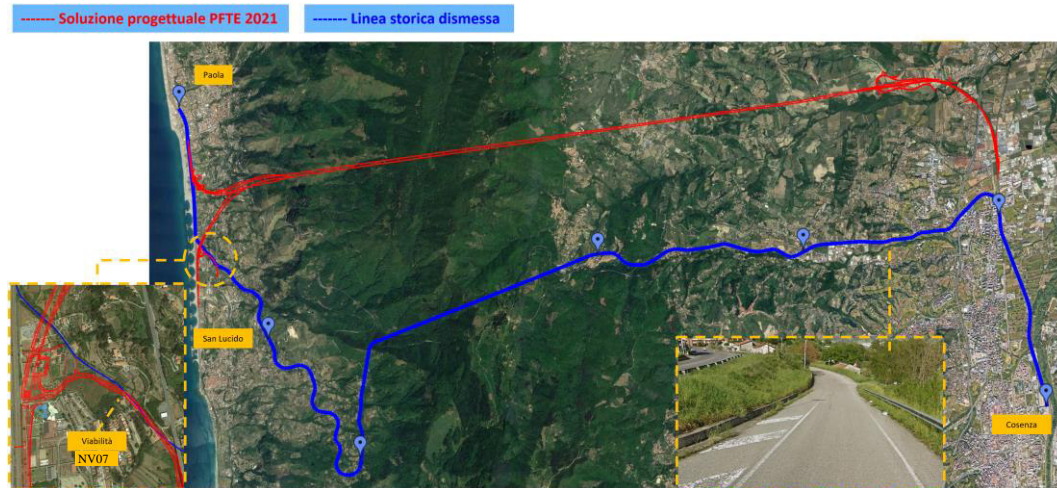 ------- Soluzione progettuale PFTE 2021
------- Linea storica dismessa
Paola
San Lucido
Viabilità
NV07
Cosenza